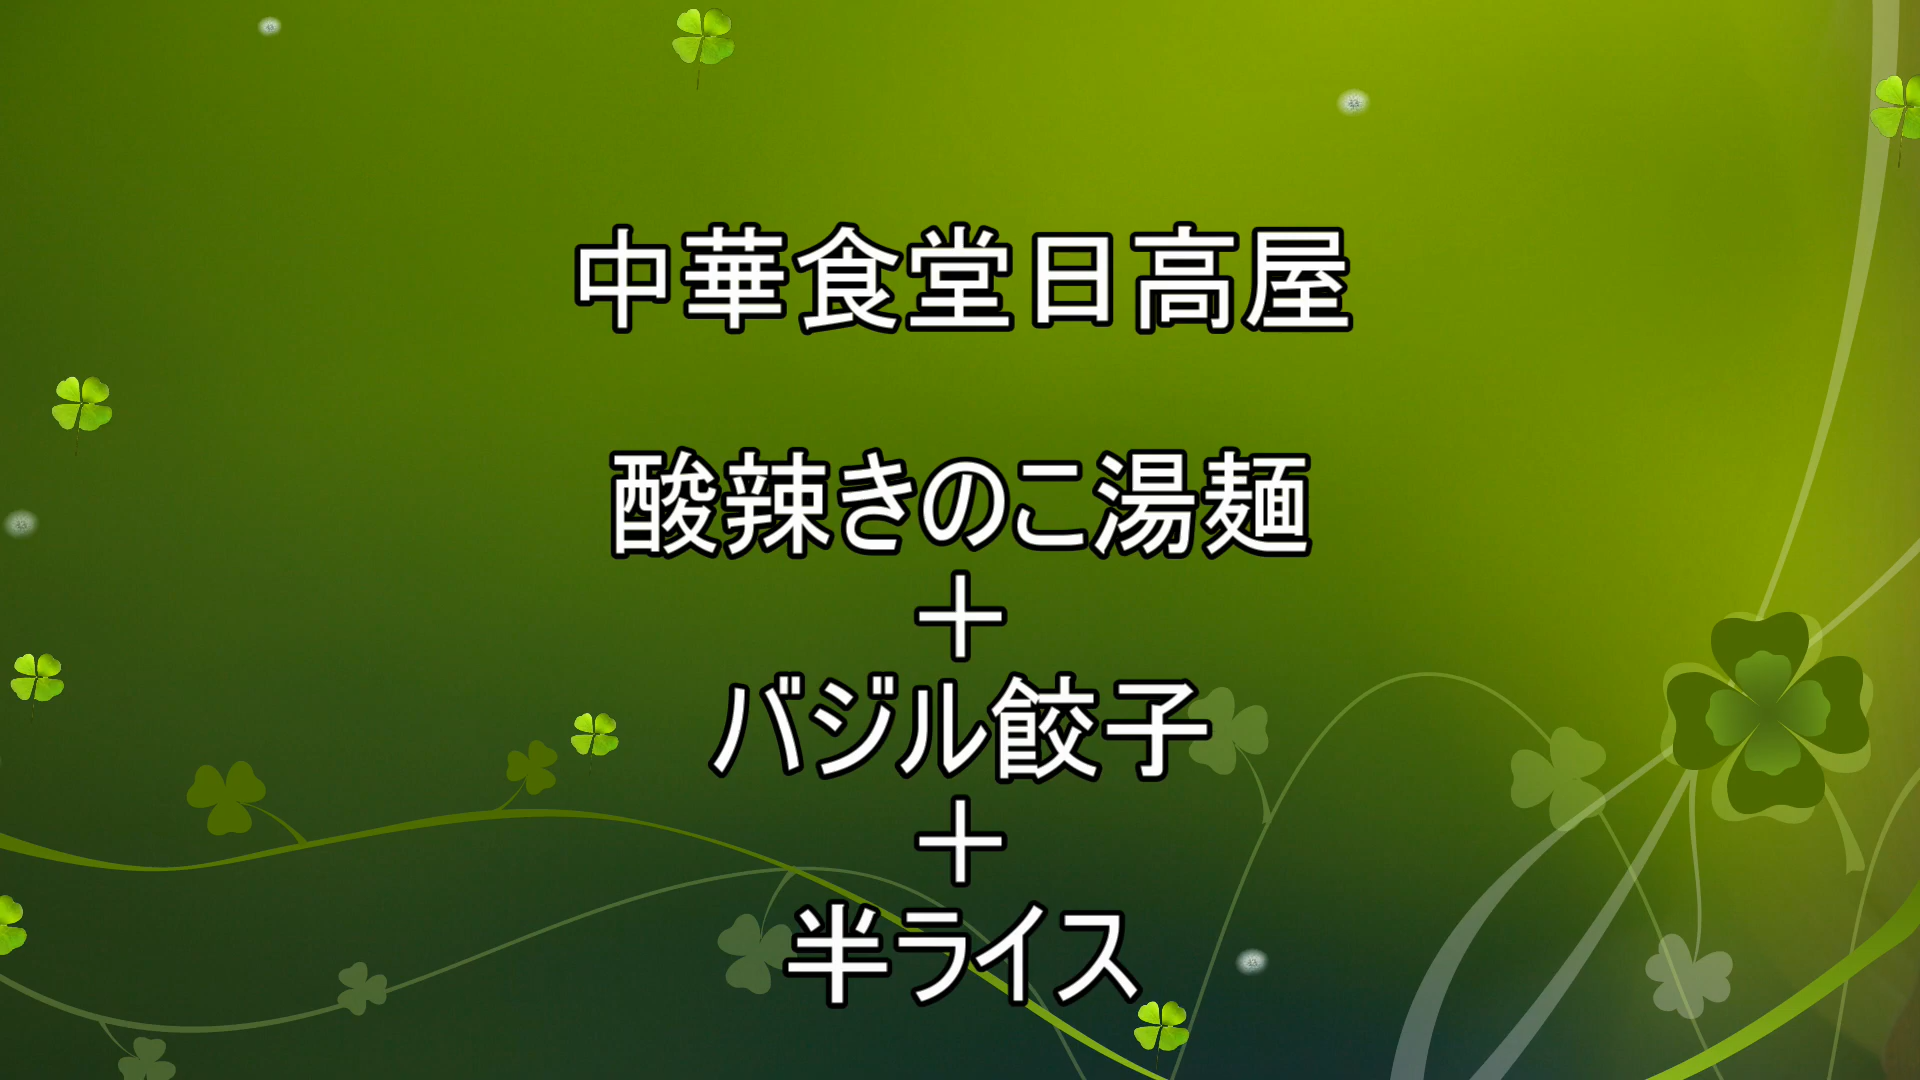 中華食堂日高屋
酸辣きのこ湯麺
＋
バジル餃子
＋
半ライス